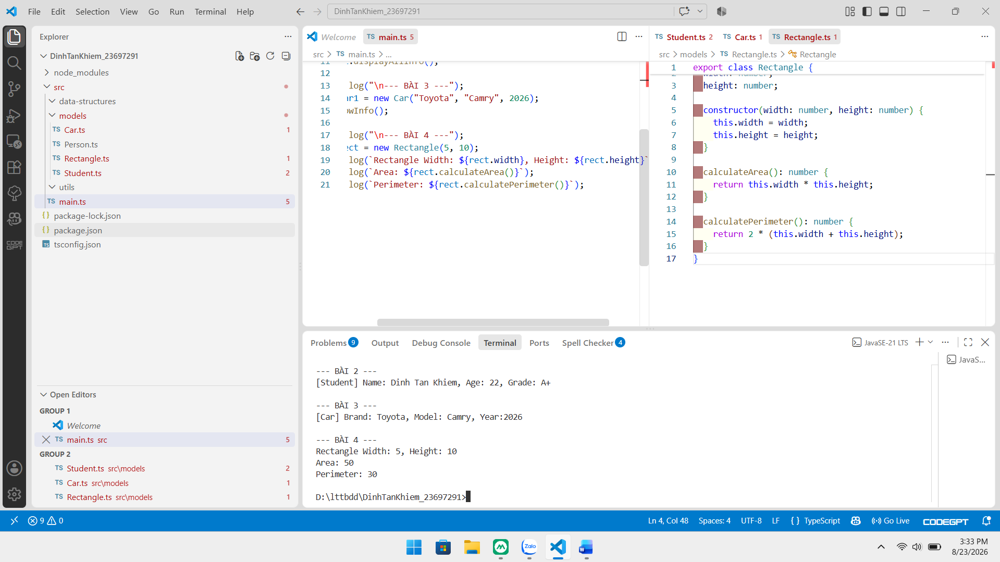 File Edit Selection View Go Run Terminal Help
DinhTanKhiem_23697291
Explorer
DinhTanKhiem_23697291
node_modules
src
data-structures
models
TS Car.ts 1
TS Person.ts
TS Rectangle.ts 1
TS Student.ts 2
utils
TS main.ts 5
{} package-lock.json
{} package.json
TS tsconfig.json
Open Editors
GROUP 1
Welcome
TS main.ts src 5
GROUP 2
TS Student.ts src\models 2
TS Car.ts src\models 1
TS Rectangle.ts src\models 1
CODE GPT
Welcome TS main.ts 5
src > TS main.ts > ...
11 .displayAllInfo();
12
13 log("\n--- BÀI 3 ---");
14 ar1 = new Car("Toyota", "Camry", 2026);
15 owInfo();
16
17 log("\n--- BÀI 4 ---");
18 ect = new Rectangle(5, 10);
19 log(`Rectangle Width: ${rect.width}, Height: ${rect.height}`
20 log(`Area: ${rect.calculateArea()}`);
21 log(`Perimeter: ${rect.calculatePerimeter()}`);
TS Student.ts 2 TS Car.ts 1 TS Rectangle.ts 1
src > models > TS Rectangle.ts > Rectangle
1 export class Rectangle {
2 width: number;
3 height: number;
4
5 constructor(width: number, height: number) {
6 this.width = width;
7 this.height = height;
8 }
9
10 calculateArea(): number {
11 return this.width * this.height;
12 }
13
14 calculatePerimeter(): number {
15 return 2 * (this.width + this.height);
16 }
17 }
Problems 9 Output Debug Console Terminal Ports Spell Checker 4
JavaSE-21 LTS
JavaS...
--- BÀI 2 ---
[Student] Name: Dinh Tan Khiem, Age: 22, Grade: A+
--- BÀI 3 ---
[Car] Brand: Toyota, Model: Camry, Year:2026
--- BÀI 4 ---
Rectangle Width: 5, Height: 10
Area: 50
Perimeter: 30
D:\lttbdd\DinhTanKhiem_23697291>
9 0
Ln 4, Col 48 Spaces: 4 UTF-8 LF {} TypeScript Go Live CODEGPT
Zalo
W
3:33 PM
8/23/2026